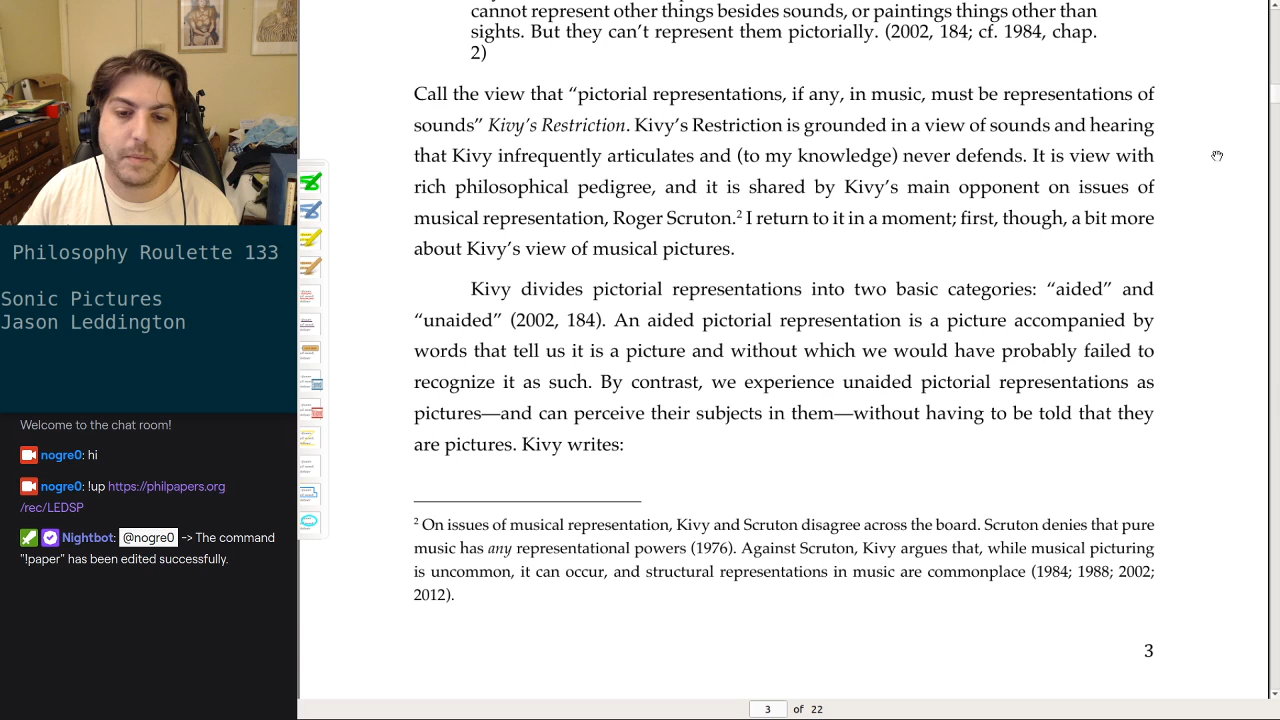 cannot represent other things besides sounds, or paintings things other than
sights. But they can't represent them pictorially. (2002, 184; cf. 1984, chap.
2)
Call the view that “pictorial representations, if any, in music, must be representations of
sounds” Kivy’s Restriction. Kivy’s Restriction is grounded in a view of sounds and hearing
that Kivy infrequently articulates and (to my knowledge) never defends. It is view with
rich philosophical pedigree, and it is shared by Kivy’s main opponent on issues of
musical representation, Roger Scruton.2 I return to it in a moment; first, though, a bit more
about Kivy’s view of musical pictures.
Kivy divides pictorial representations into two basic categories: “aided” and
“unaided” (2002, 184). An aided pictorial representation is a picture accompanied by
words that tell us it is a picture and without which we would have probably failed to
recognize it as such. By contrast, we experience unaided pictorial representations as
pictures—and can perceive their subjects in them—without having to be told that they
are pictures. Kivy writes:
2 On issues of musical representation, Kivy and Scruton disagree across the board. Scruton denies that pure
music has any representational powers (1976). Against Scruton, Kivy argues that, while musical picturing
is uncommon, it can occur, and structural representations in music are commonplace (1984; 1988; 2002;
2012).
3
3 of 22
Philosophy Roulette 133
Sonic Pictures
Jason Leddington
Welcome to the chat room!
nogre0: hi
nogre0: !up https://philpapers.org
/rec/LEDSP
Nightbot: @nogre0 -> The command
"!paper" has been edited successfully.